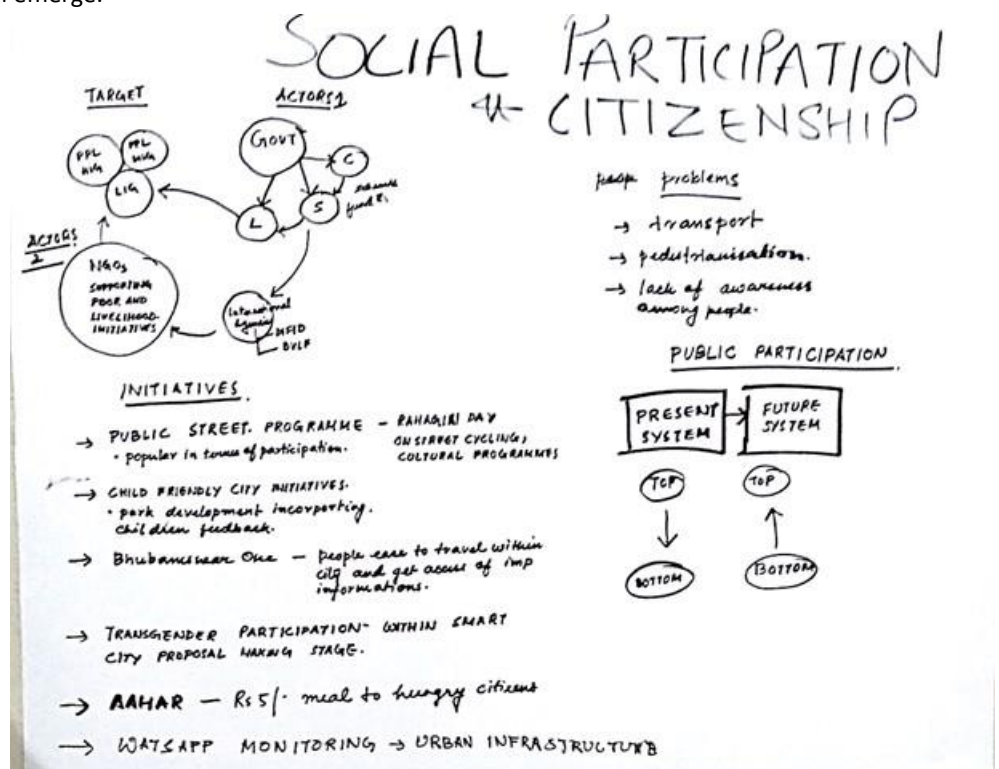 emerge.
SOCIAL PARTICIPATION
& CITIZENSHIP
TARGET
PPL
HIG
PPL
MIG
LIG
ACTORS 1
GOVT
C
S
L
fund
ACTORS
2
NGOs
SUPPORTING
POOR AND
LIVELIHOOD
INITIATIVES
International
Agencies
DFID
BVLF
problems
→ transport
→ pedestrianisation.
→ lack of awareness
among people.
PUBLIC PARTICIPATION.
PRESENT
SYSTEM
→
FUTURE
SYSTEM
TOP
BOTTOM
TOP
BOTTOM
INITIATIVES.
→ PUBLIC STREET. PROGRAMME – RAHAGIRI DAY
• popular in terms of participation.
ON STREET CYCLING,
CULTURAL PROGRAMMES
→ CHILD FRIENDLY CITY INITIATIVES.
• park development incorporting.
children feedback.
→ Bhubaneswar One – people ease to travel within
city and get access of imp
informations.
→ TRANSGENDER PARTICIPATION- WITHIN SMART
CITY PROPOSAL MAKING STAGE.
→ AAHAR – Rs 5/- meal to hungry citizens
→ WATSAPP MONITORING → URBAN INFRASTRUCTURE